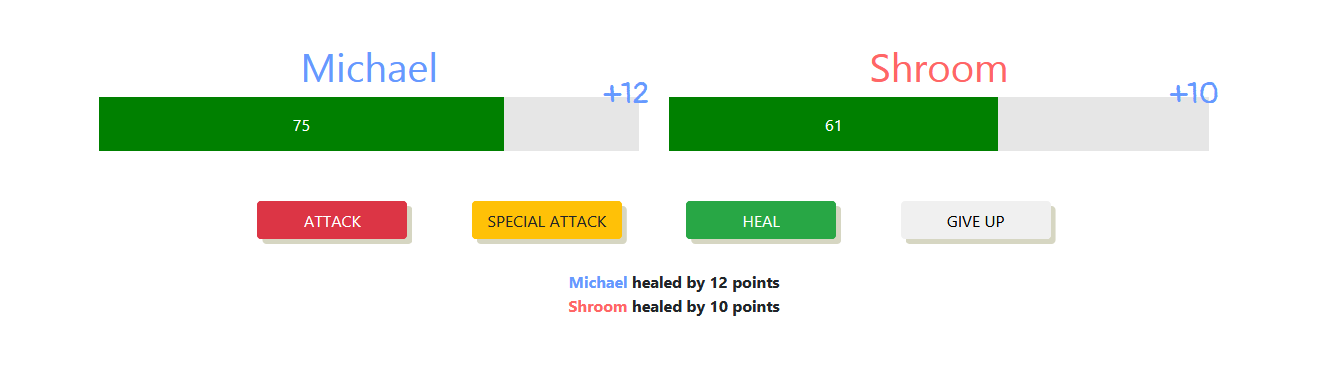 Michael Shroom
+12 +10
75 61
ATTACK SPECIAL ATTACK HEAL GIVE UP
Michael healed by 12 points
Shroom healed by 10 points